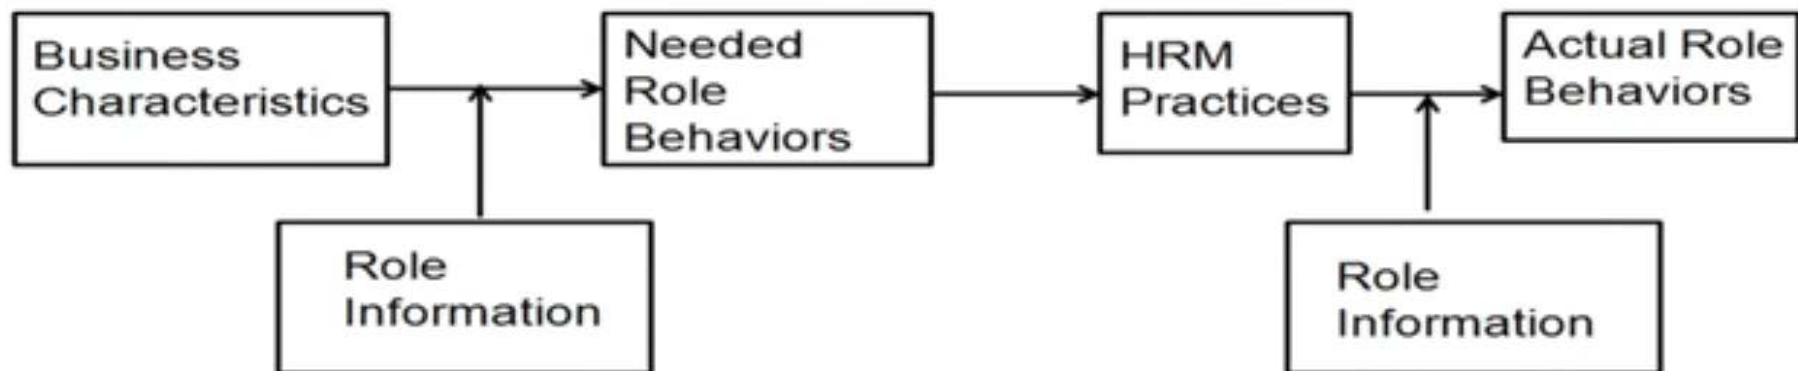 Business
Characteristics
Needed
Role
Behaviors
HRM
Practices
Actual Role
Behaviors
Role
Information
Role
Information